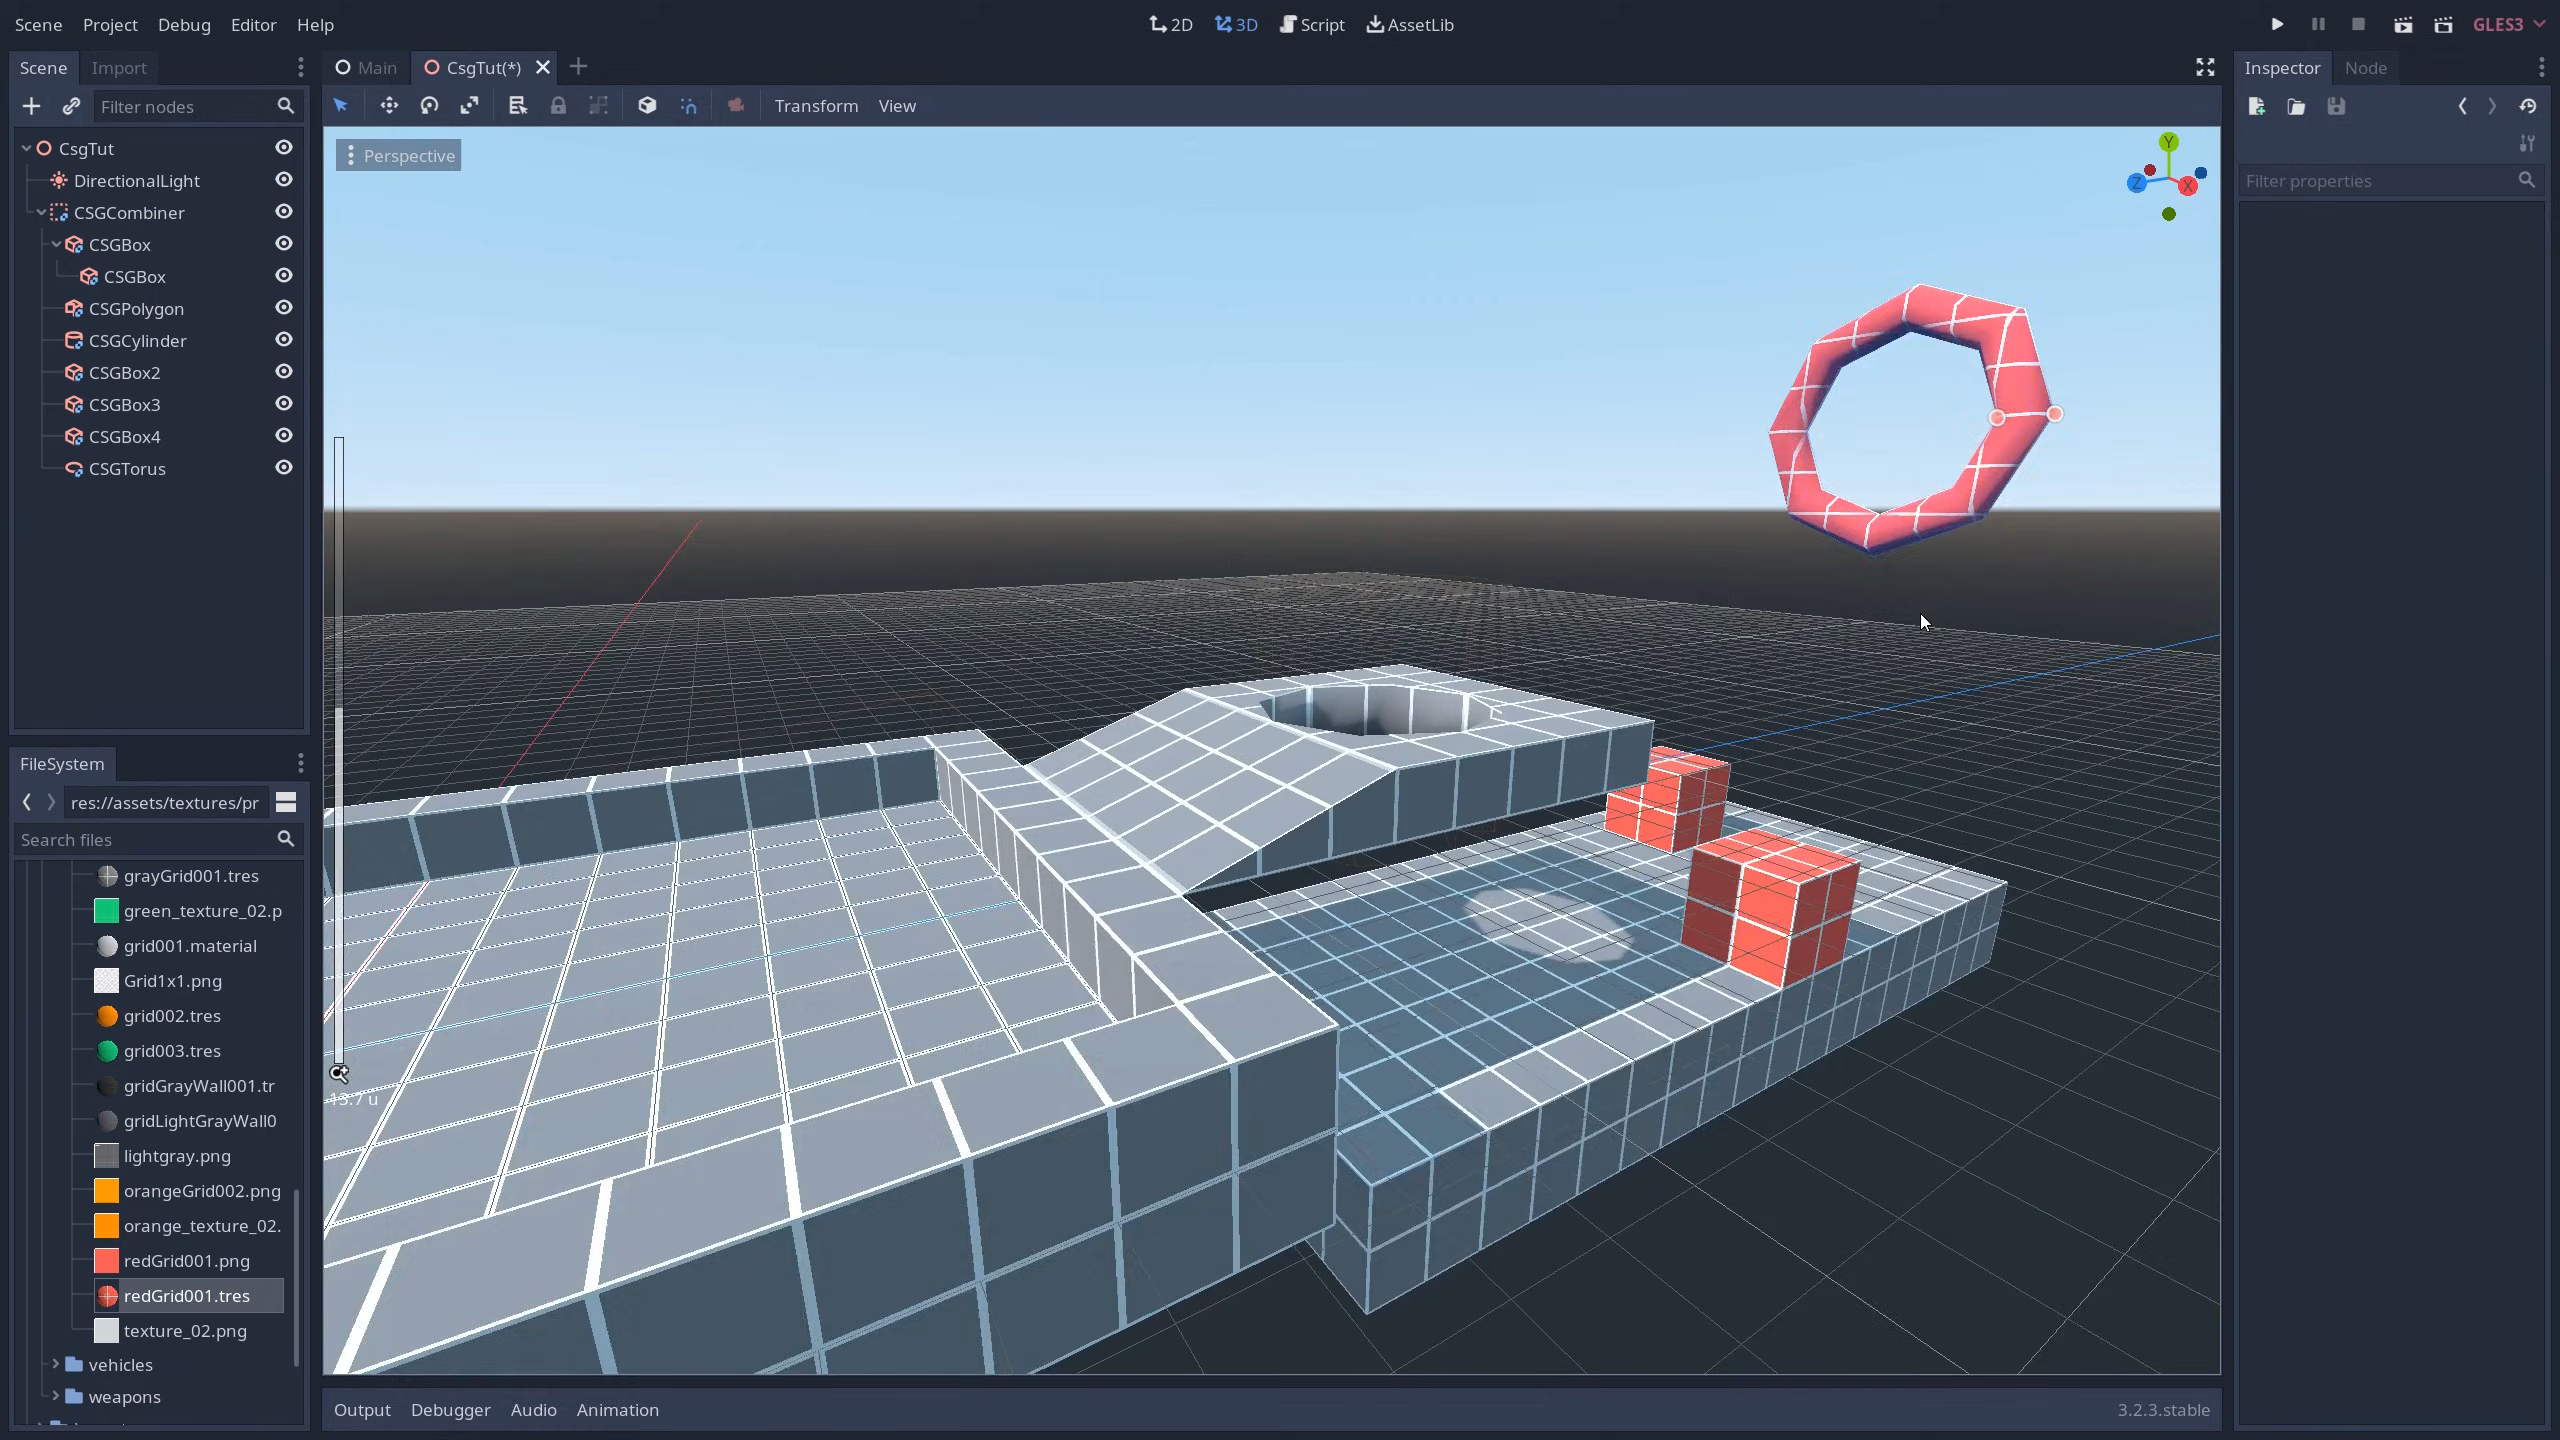 Scene Project Debug Editor Help
2D 3D Script AssetLib
GLES3
Scene Import
Filter nodes
CsgTut
DirectionalLight
CSGCombiner
CSGBox
CSGBox
CSGPolygon
CSGCylinder
CSGBox2
CSGBox3
CSGBox4
CSGTorus
FileSystem
res://assets/textures/pr
Search files
grayGrid001.tres
green_texture_02.p
grid001.material
Grid1x1.png
grid002.tres
grid003.tres
gridGrayWall001.tr
gridLightGrayWall0
lightgray.png
orangeGrid002.png
orange_texture_02.
redGrid001.png
redGrid001.tres
texture_02.png
vehicles
weapons
Main CsgTut(*)
Transform View
Perspective
Y
Z X
13.7 u
Output Debugger Audio Animation
3.2.3.stable
Inspector Node
Filter properties